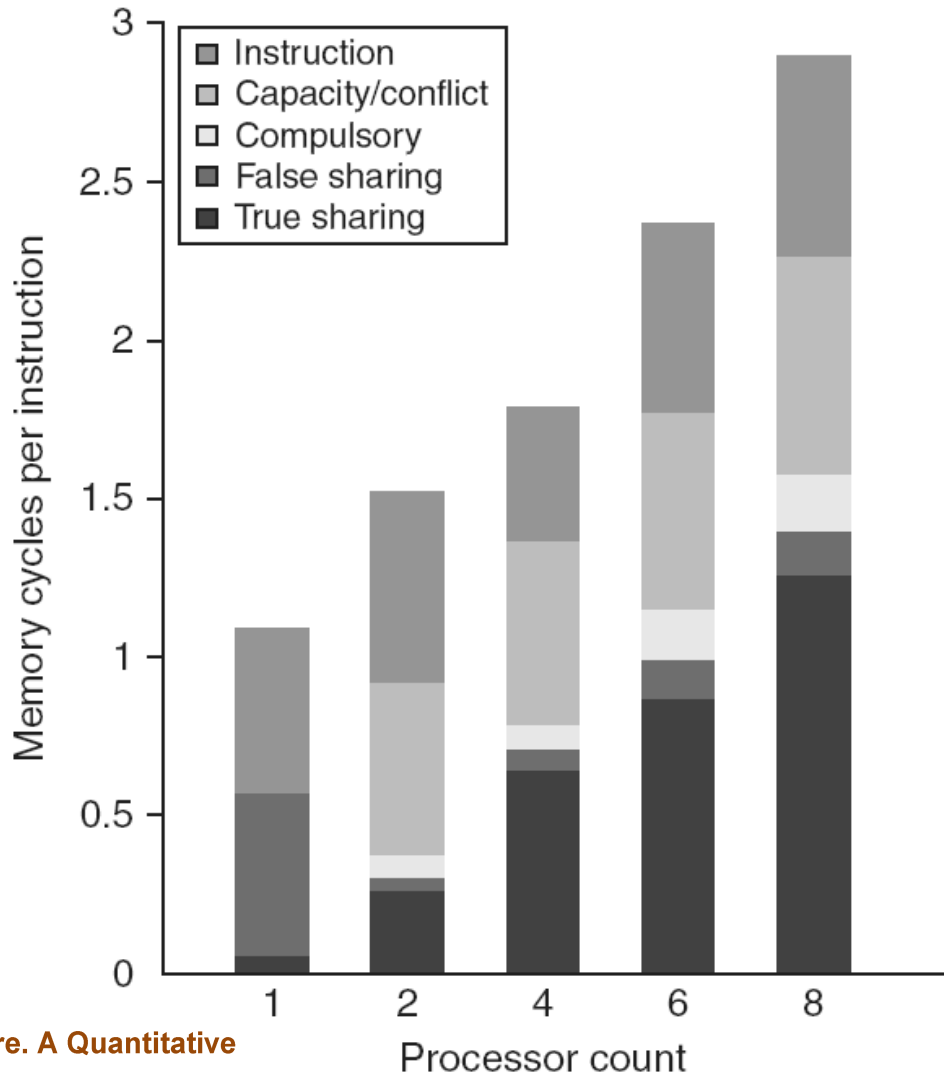 3
Instruction
Capacity/conflict
Compulsory
False sharing
True sharing
2.5
2
1.5
1
0.5
0
Memory cycles per instruction
1 2 4 6 8
re. A Quantitative
Processor count